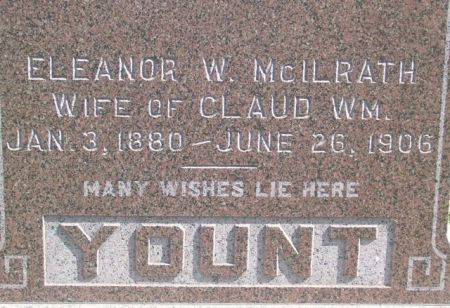 ELEANOR W. McILRATH
WIFE OF CLAUD WM.
JAN. 3, 1880 — JUNE 26, 1906
MANY WISHES LIE HERE
YOUNT